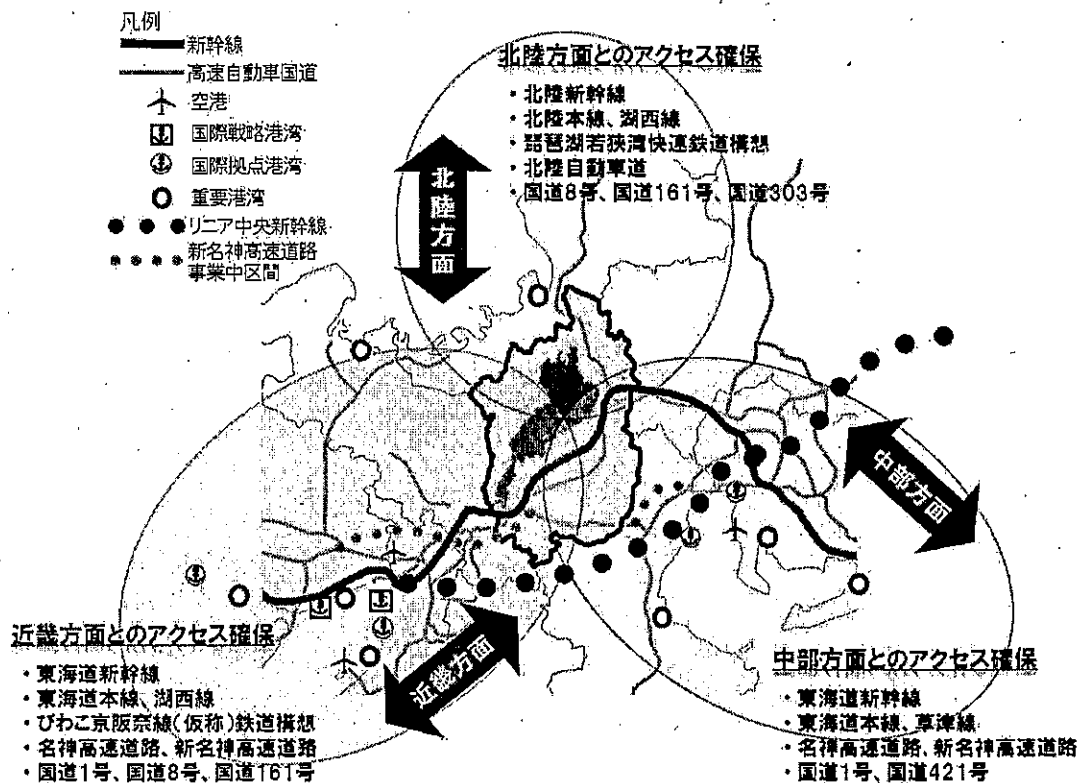 凡例
新幹線
高速自動車国道
空港
国際戦略港湾
国際拠点港湾
重要港湾
リニア中央新幹線
新名神高速道路
事業中区間
北陸方面とのアクセス確保
・北陸新幹線
・北陸本線、湖西線
・琵琶湖若狭湾快速鉄道構想
・北陸自動車道
・国道8号、国道161号、国道303号
北陸方面
中部方面
近畿方面
近畿方面とのアクセス確保
・東海道新幹線
・東海道本線、湖西線
・びわこ京阪奈線(仮称)鉄道構想
・名神高速道路、新名神高速道路
・国道1号、国道8号、国道161号
中部方面とのアクセス確保
・東海道新幹線
・東海道本線、草津線
・名神高速道路、新名神高速道路
・国道1号、国道421号